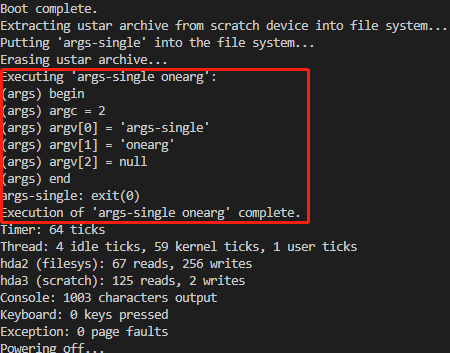 Boot complete.
Extracting ustar archive from scratch device into file system...
Putting 'args-single' into the file system...
Erasing ustar archive...
Executing 'args-single onearg':
(args) begin
(args) argc = 2
(args) argv[0] = 'args-single'
(args) argv[1] = 'onearg'
(args) argv[2] = null
(args) end
args-single: exit(0)
Execution of 'args-single onearg' complete.
Timer: 64 ticks
Thread: 4 idle ticks, 59 kernel ticks, 1 user ticks
hda2 (filesys): 67 reads, 256 writes
hda3 (scratch): 125 reads, 2 writes
Console: 1003 characters output
Keyboard: 0 keys pressed
Exception: 0 page faults
Powering off...